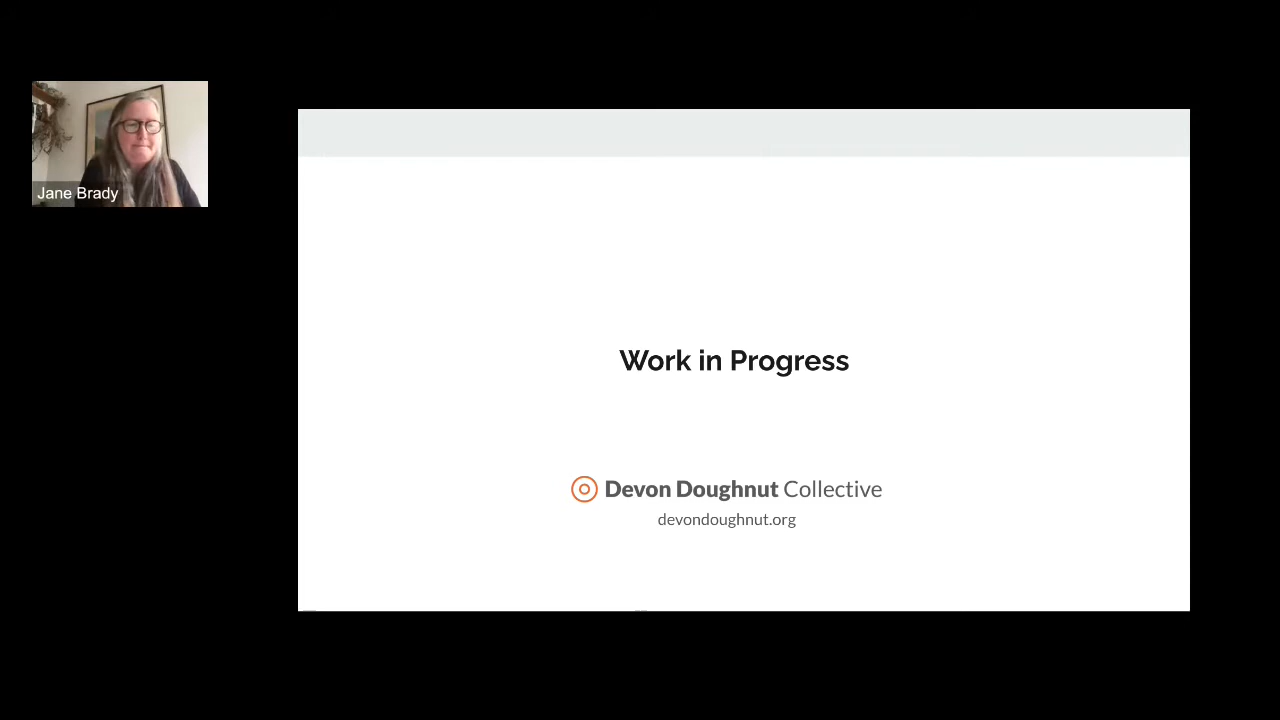 Jane Brady
Work in Progress
Devon Doughnut Collective
devondoughnut.org